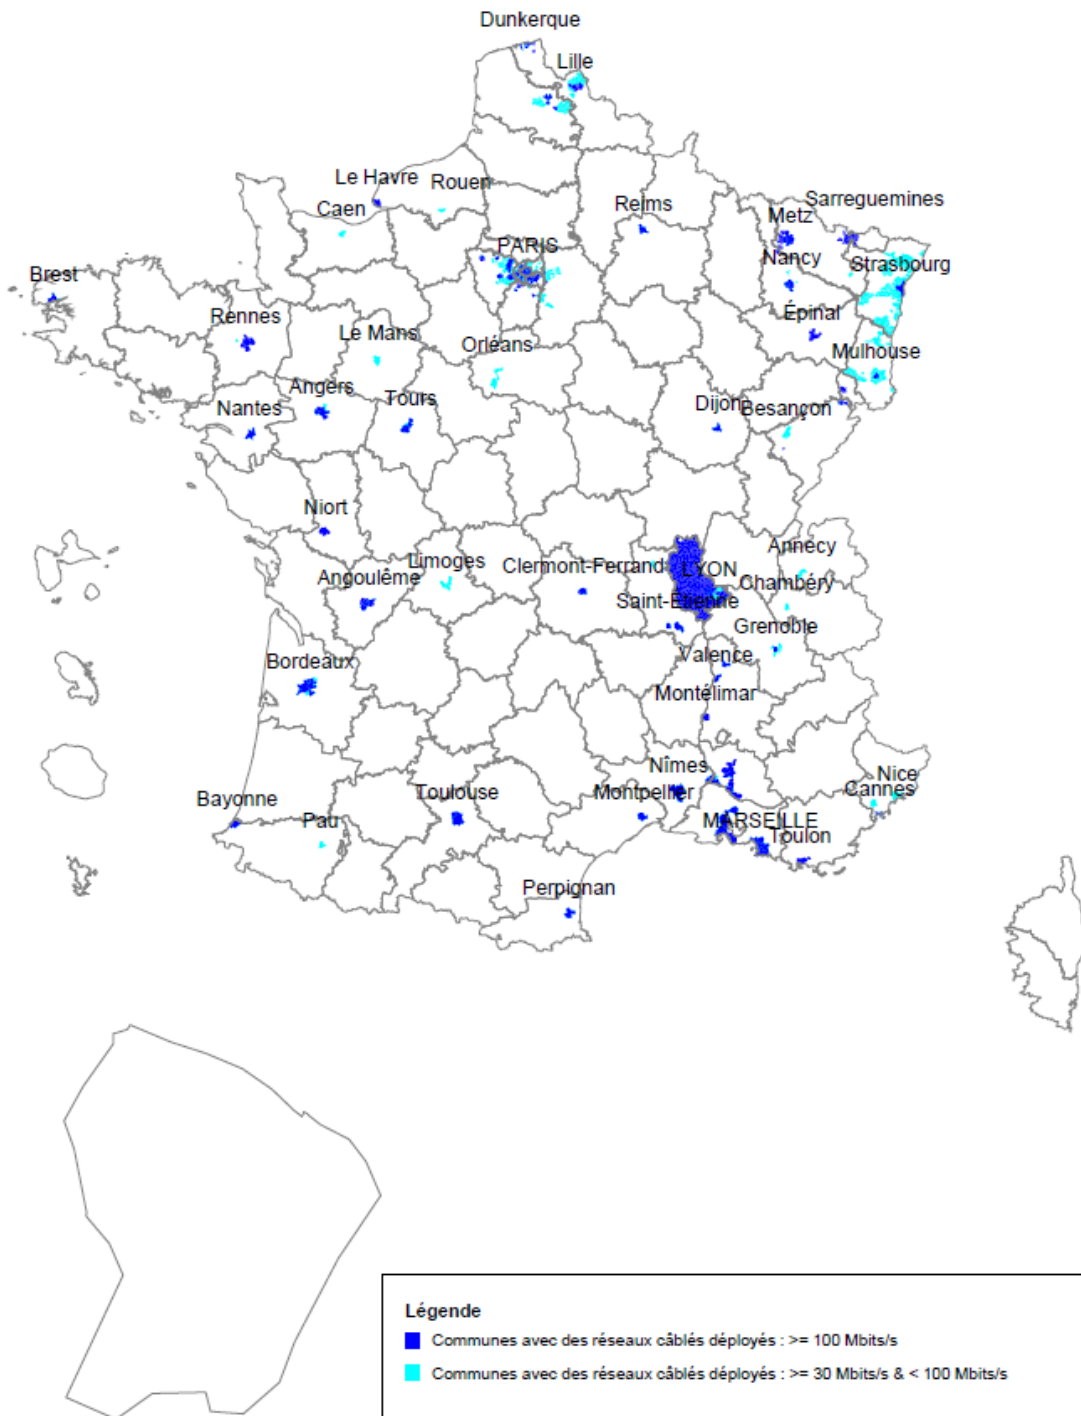 Dunkerque
Lille
Le Havre
Rouen
Caen
Reims
Sarreguemines
Metz
PARIS
Nancy
Strasbourg
Brest
Rennes
Le Mans
Orléans
Épinal
Mulhouse
Angers
Nantes
Tours
Dijon
Besançon
Niort
Annecy
Limoges
Clermont-Ferrand
LYON
Angoulême
Chambéry
Saint-Étienne
Grenoble
Bordeaux
Valence
Montélimar
Nîmes
Nice
Cannes
Bayonne
Toulouse
Montpellier
Pau
MARSEILLE
Toulon
Perpignan
Légende
Communes avec des réseaux câblés déployés : >= 100 Mbits/s
Communes avec des réseaux câblés déployés : >= 30 Mbits/s & < 100 Mbits/s